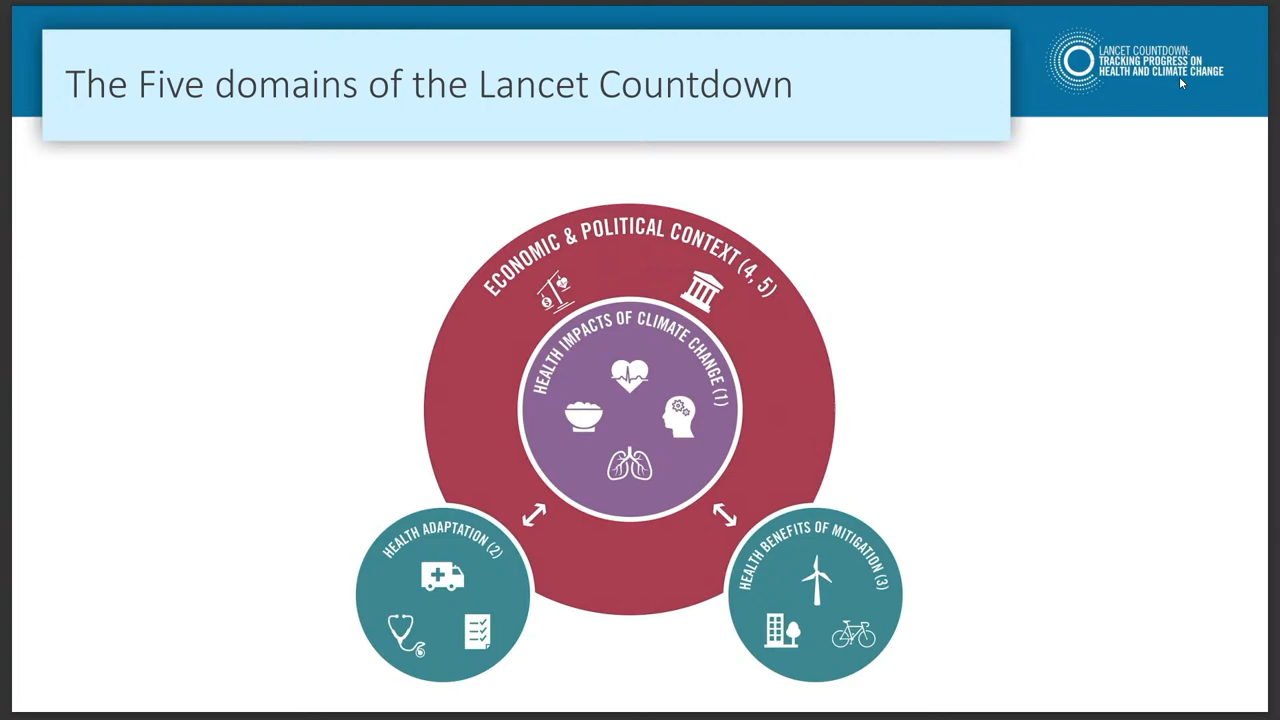 The Five domains of the Lancet Countdown
LANCET COUNTDOWN:
TRACKING PROGRESS ON
HEALTH AND CLIMATE CHANGE
ECONOMIC & POLITICAL CONTEXT (4, 5)
HEALTH IMPACTS OF CLIMATE CHANGE (1)
HEALTH ADAPTATION (2)
HEALTH BENEFITS OF MITIGATION (3)